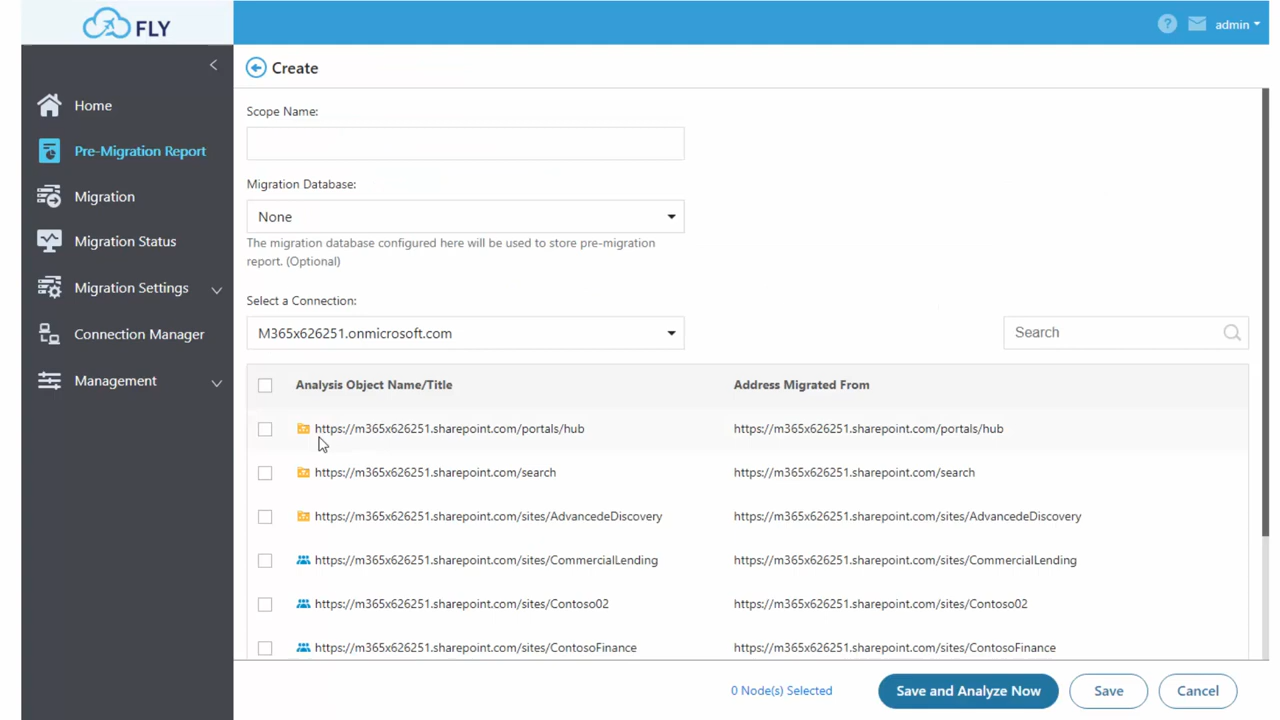 FLY
admin
Create
Home
Pre-Migration Report
Migration
Migration Status
Migration Settings
Connection Manager
Management
Scope Name:
Migration Database:
None
The migration database configured here will be used to store pre-migration
report. (Optional)
Select a Connection:
M365x626251.onmicrosoft.com
Search
Analysis Object Name/Title Address Migrated From
https://m365x626251.sharepoint.com/portals/hub https://m365x626251.sharepoint.com/portals/hub
https://m365x626251.sharepoint.com/search https://m365x626251.sharepoint.com/search
https://m365x626251.sharepoint.com/sites/AdvancedeDiscovery https://m365x626251.sharepoint.com/sites/AdvancedeDiscovery
https://m365x626251.sharepoint.com/sites/CommercialLending https://m365x626251.sharepoint.com/sites/CommercialLending
https://m365x626251.sharepoint.com/sites/Contoso02 https://m365x626251.sharepoint.com/sites/Contoso02
https://m365x626251.sharepoint.com/sites/ContosoFinance https://m365x626251.sharepoint.com/sites/ContosoFinance
0 Node(s) Selected
Save and Analyze Now
Save
Cancel